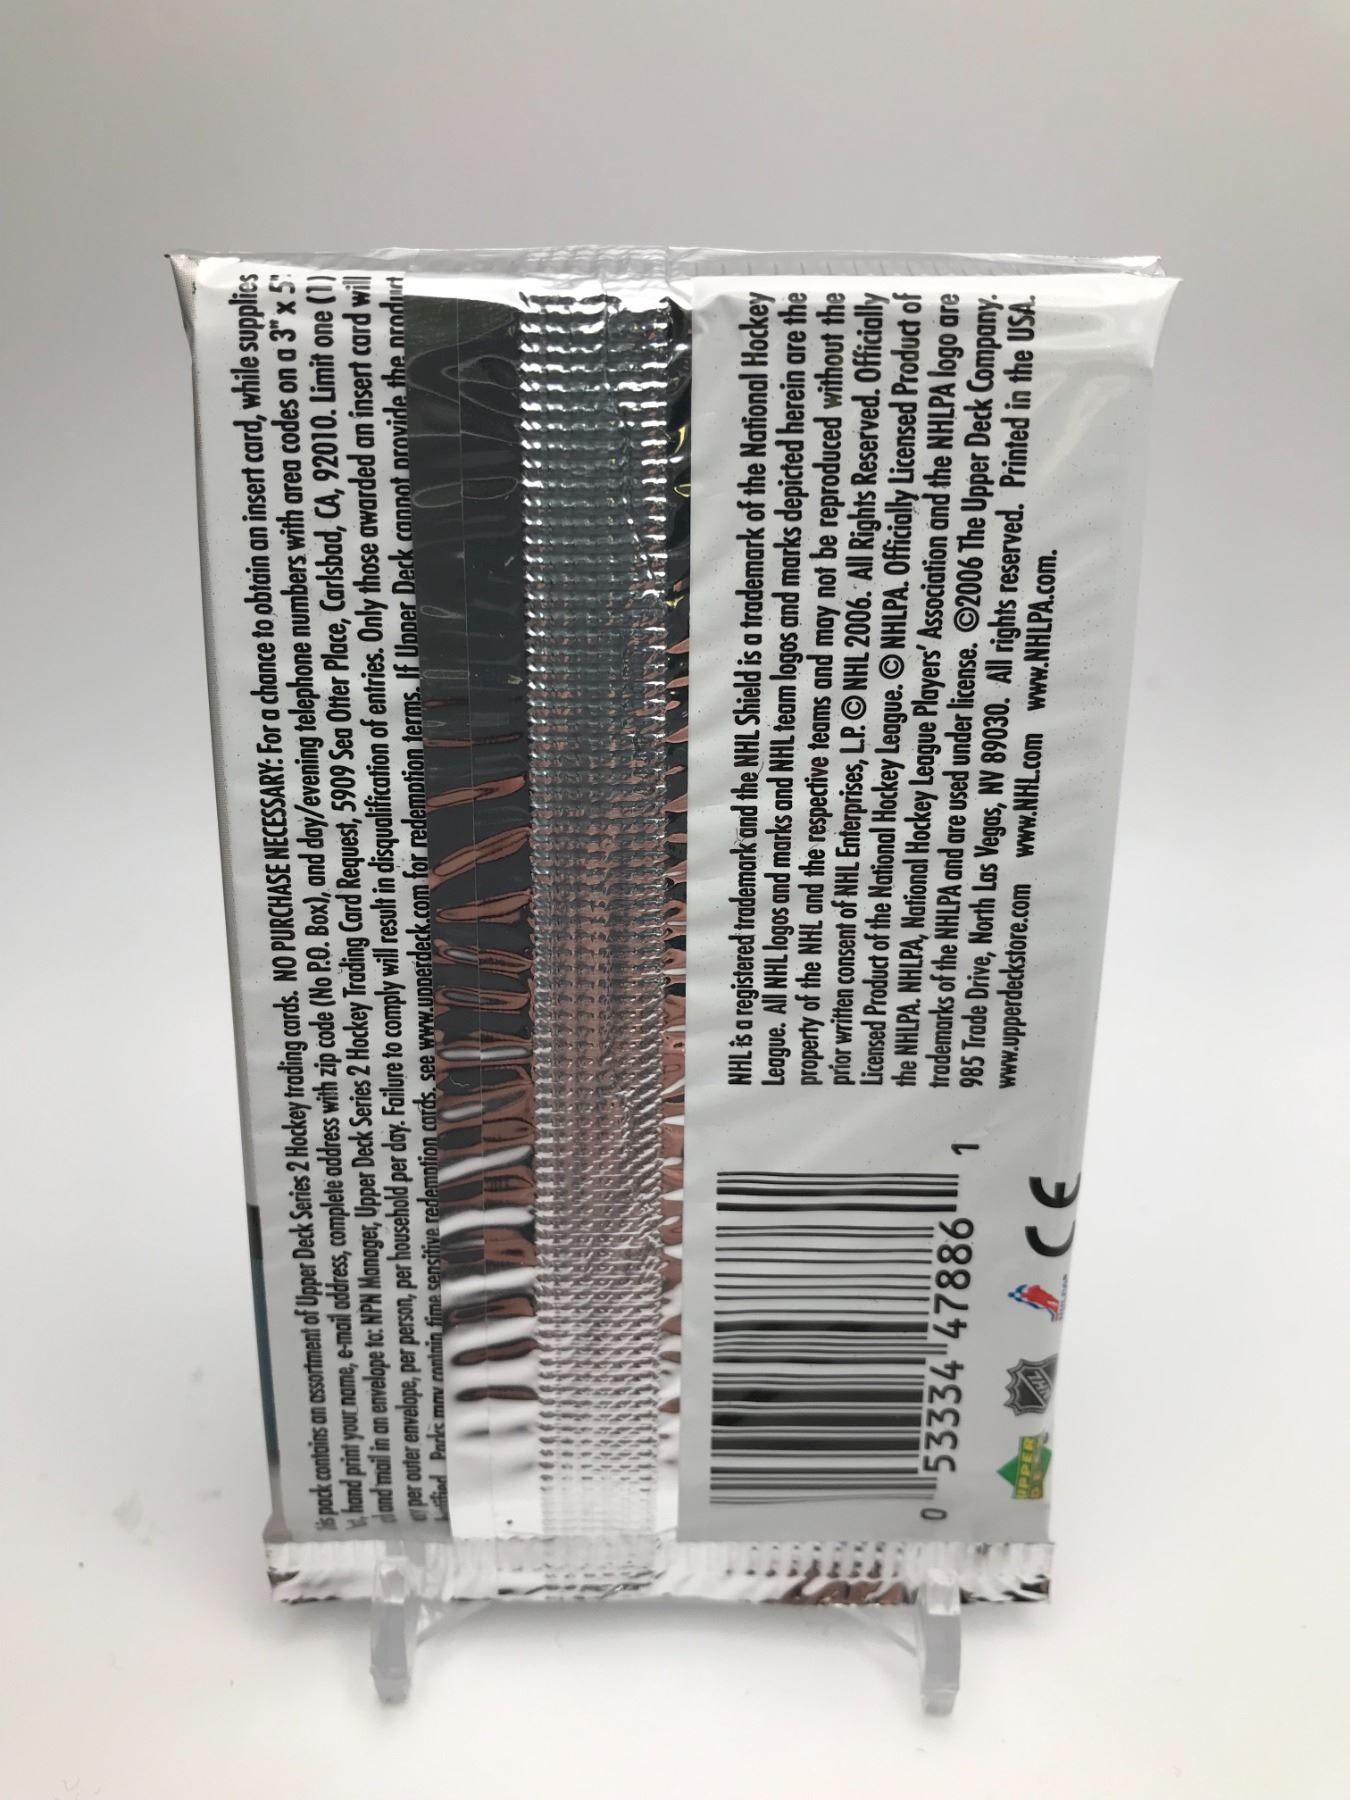 is pack contains an assortment of Upper Deck Series 2 Hockey trading cards. NO PURCHASE NECESSARY: For a chance to obtain an insert card, while supplies
hand print your name, e-mail address, complete address with zip code (No P.O. Box), and day/evening telephone numbers with area codes on a 3" x 5"
and mail in an envelope to: NPN Manager, Upper Deck Series 2 Hockey Trading Card Request, 5909 Sea Otter Place, Carlsbad, CA, 92010. Limit one (1)
per outer envelope, per person, per household per day. Failure to comply will result in disqualification of entries. Only those awarded an insert card will
Packs may contain time sensitive redemption cards, see www.upperdeck.com for redemption terms. If Upper Deck cannot provide the product
NHL is a registered trademark and the NHL Shield is a trademark of the National Hockey
League. All NHL logos and marks and NHL team logos and marks depicted herein are the
property of the NHL and the respective teams and may not be reproduced without the
prior written consent of NHL Enterprises, L.P. © NHL 2006. All Rights Reserved. Officially
Licensed Product of the National Hockey League. © NHLPA. Officially Licensed Product of
the NHLPA. NHLPA, National Hockey League Players' Association and the NHLPA logo are
trademarks of the NHLPA and are used under license. ©2006 The Upper Deck Company.
985 Trade Drive, North Las Vegas, NV 89030. All rights reserved. Printed in the USA.
www.upperdeckstore.com www.NHL.com www.NHLPA.com.
0 53334 47886 1
UPPER
NHL
CE